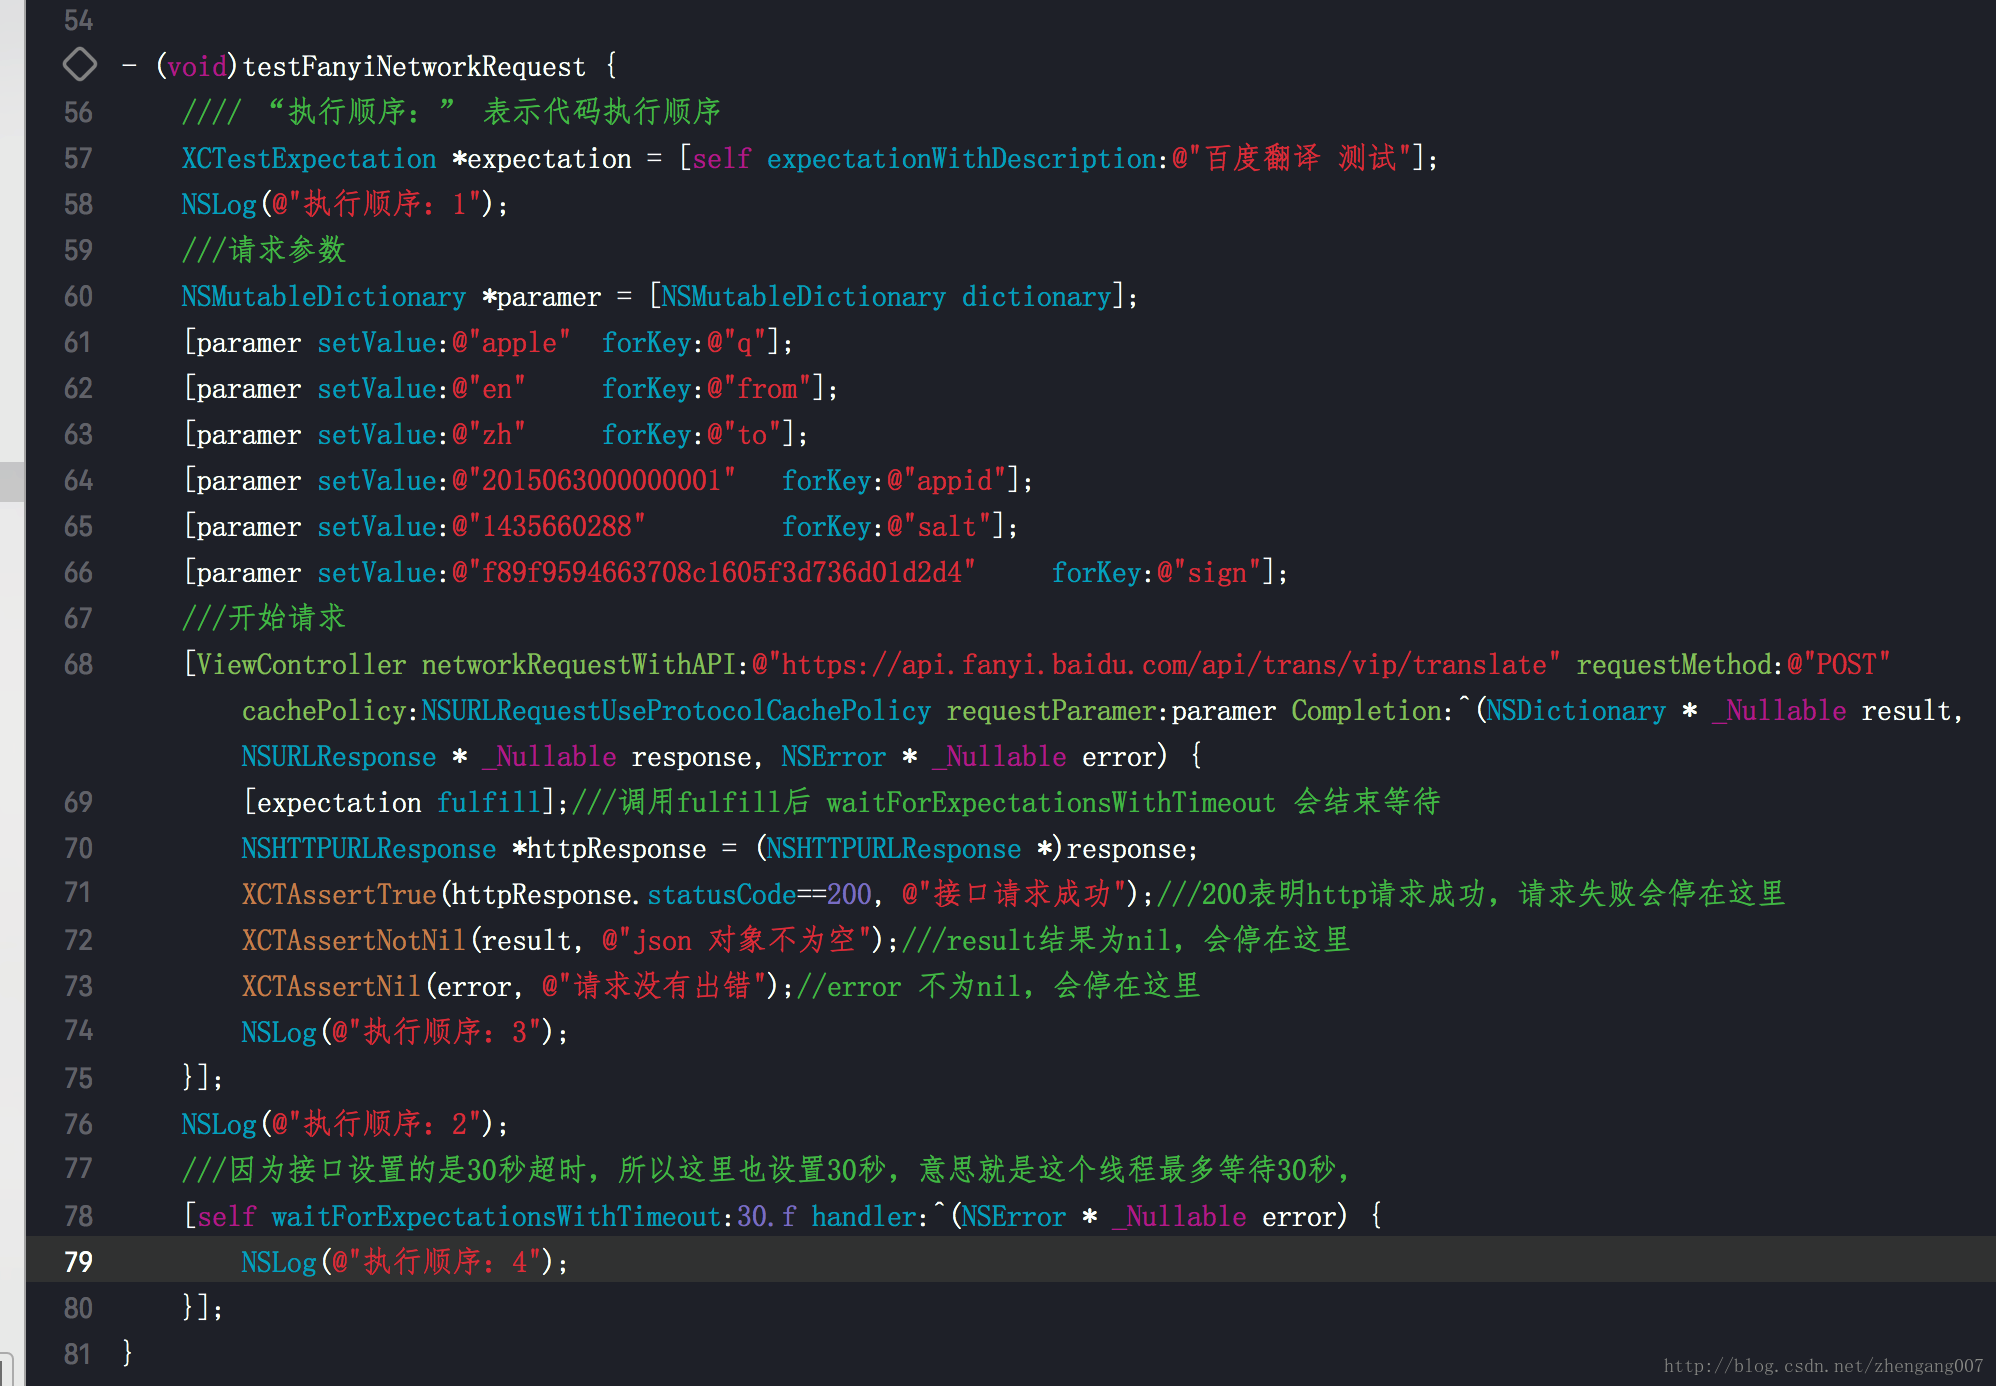 54
- (void)testFanyiNetworkRequest {
56 //// “执行顺序：” 表示代码执行顺序
57 XCTestExpectation *expectation = [self expectationWithDescription:@"百度翻译 测试"];
58 NSLog(@"执行顺序：1");
59 ///请求参数
60 NSMutableDictionary *paramer = [NSMutableDictionary dictionary];
61 [paramer setValue:@"apple" forKey:@"q"];
62 [paramer setValue:@"en" forKey:@"from"];
63 [paramer setValue:@"zh" forKey:@"to"];
64 [paramer setValue:@"2015063000000001" forKey:@"appid"];
65 [paramer setValue:@"1435660288" forKey:@"salt"];
66 [paramer setValue:@"f89f9594663708c1605f3d736d01d2d4" forKey:@"sign"];
67 ///开始请求
68 [ViewController networkRequestWithAPI:@"https://api.fanyi.baidu.com/api/trans/vip/translate" requestMethod:@"POST"
cachePolicy:NSURLRequestUseProtocolCachePolicy requestParamer:paramer Completion:^(NSDictionary * _Nullable result,
NSURLResponse * _Nullable response, NSError * _Nullable error) {
69 [expectation fulfill];///调用fulfill后 waitForExpectationsWithTimeout 会结束等待
70 NSHTTPURLResponse *httpResponse = (NSHTTPURLResponse *)response;
71 XCTAssertTrue(httpResponse.statusCode==200, @"接口请求成功");///200表明http请求成功，请求失败会停在这里
72 XCTAssertNotNil(result, @"json 对象不为空");///result结果为nil，会停在这里
73 XCTAssertNil(error, @"请求没有出错");//error 不为nil，会停在这里
74 NSLog(@"执行顺序：3");
75 }];
76 NSLog(@"执行顺序：2");
77 ///因为接口设置的是30秒超时，所以这里也设置30秒，意思就是这个线程最多等待30秒，
78 [self waitForExpectationsWithTimeout:30.f handler:^(NSError * _Nullable error) {
79 NSLog(@"执行顺序：4");
80 }];
81 }
http://blog.csdn.net/zhengang007